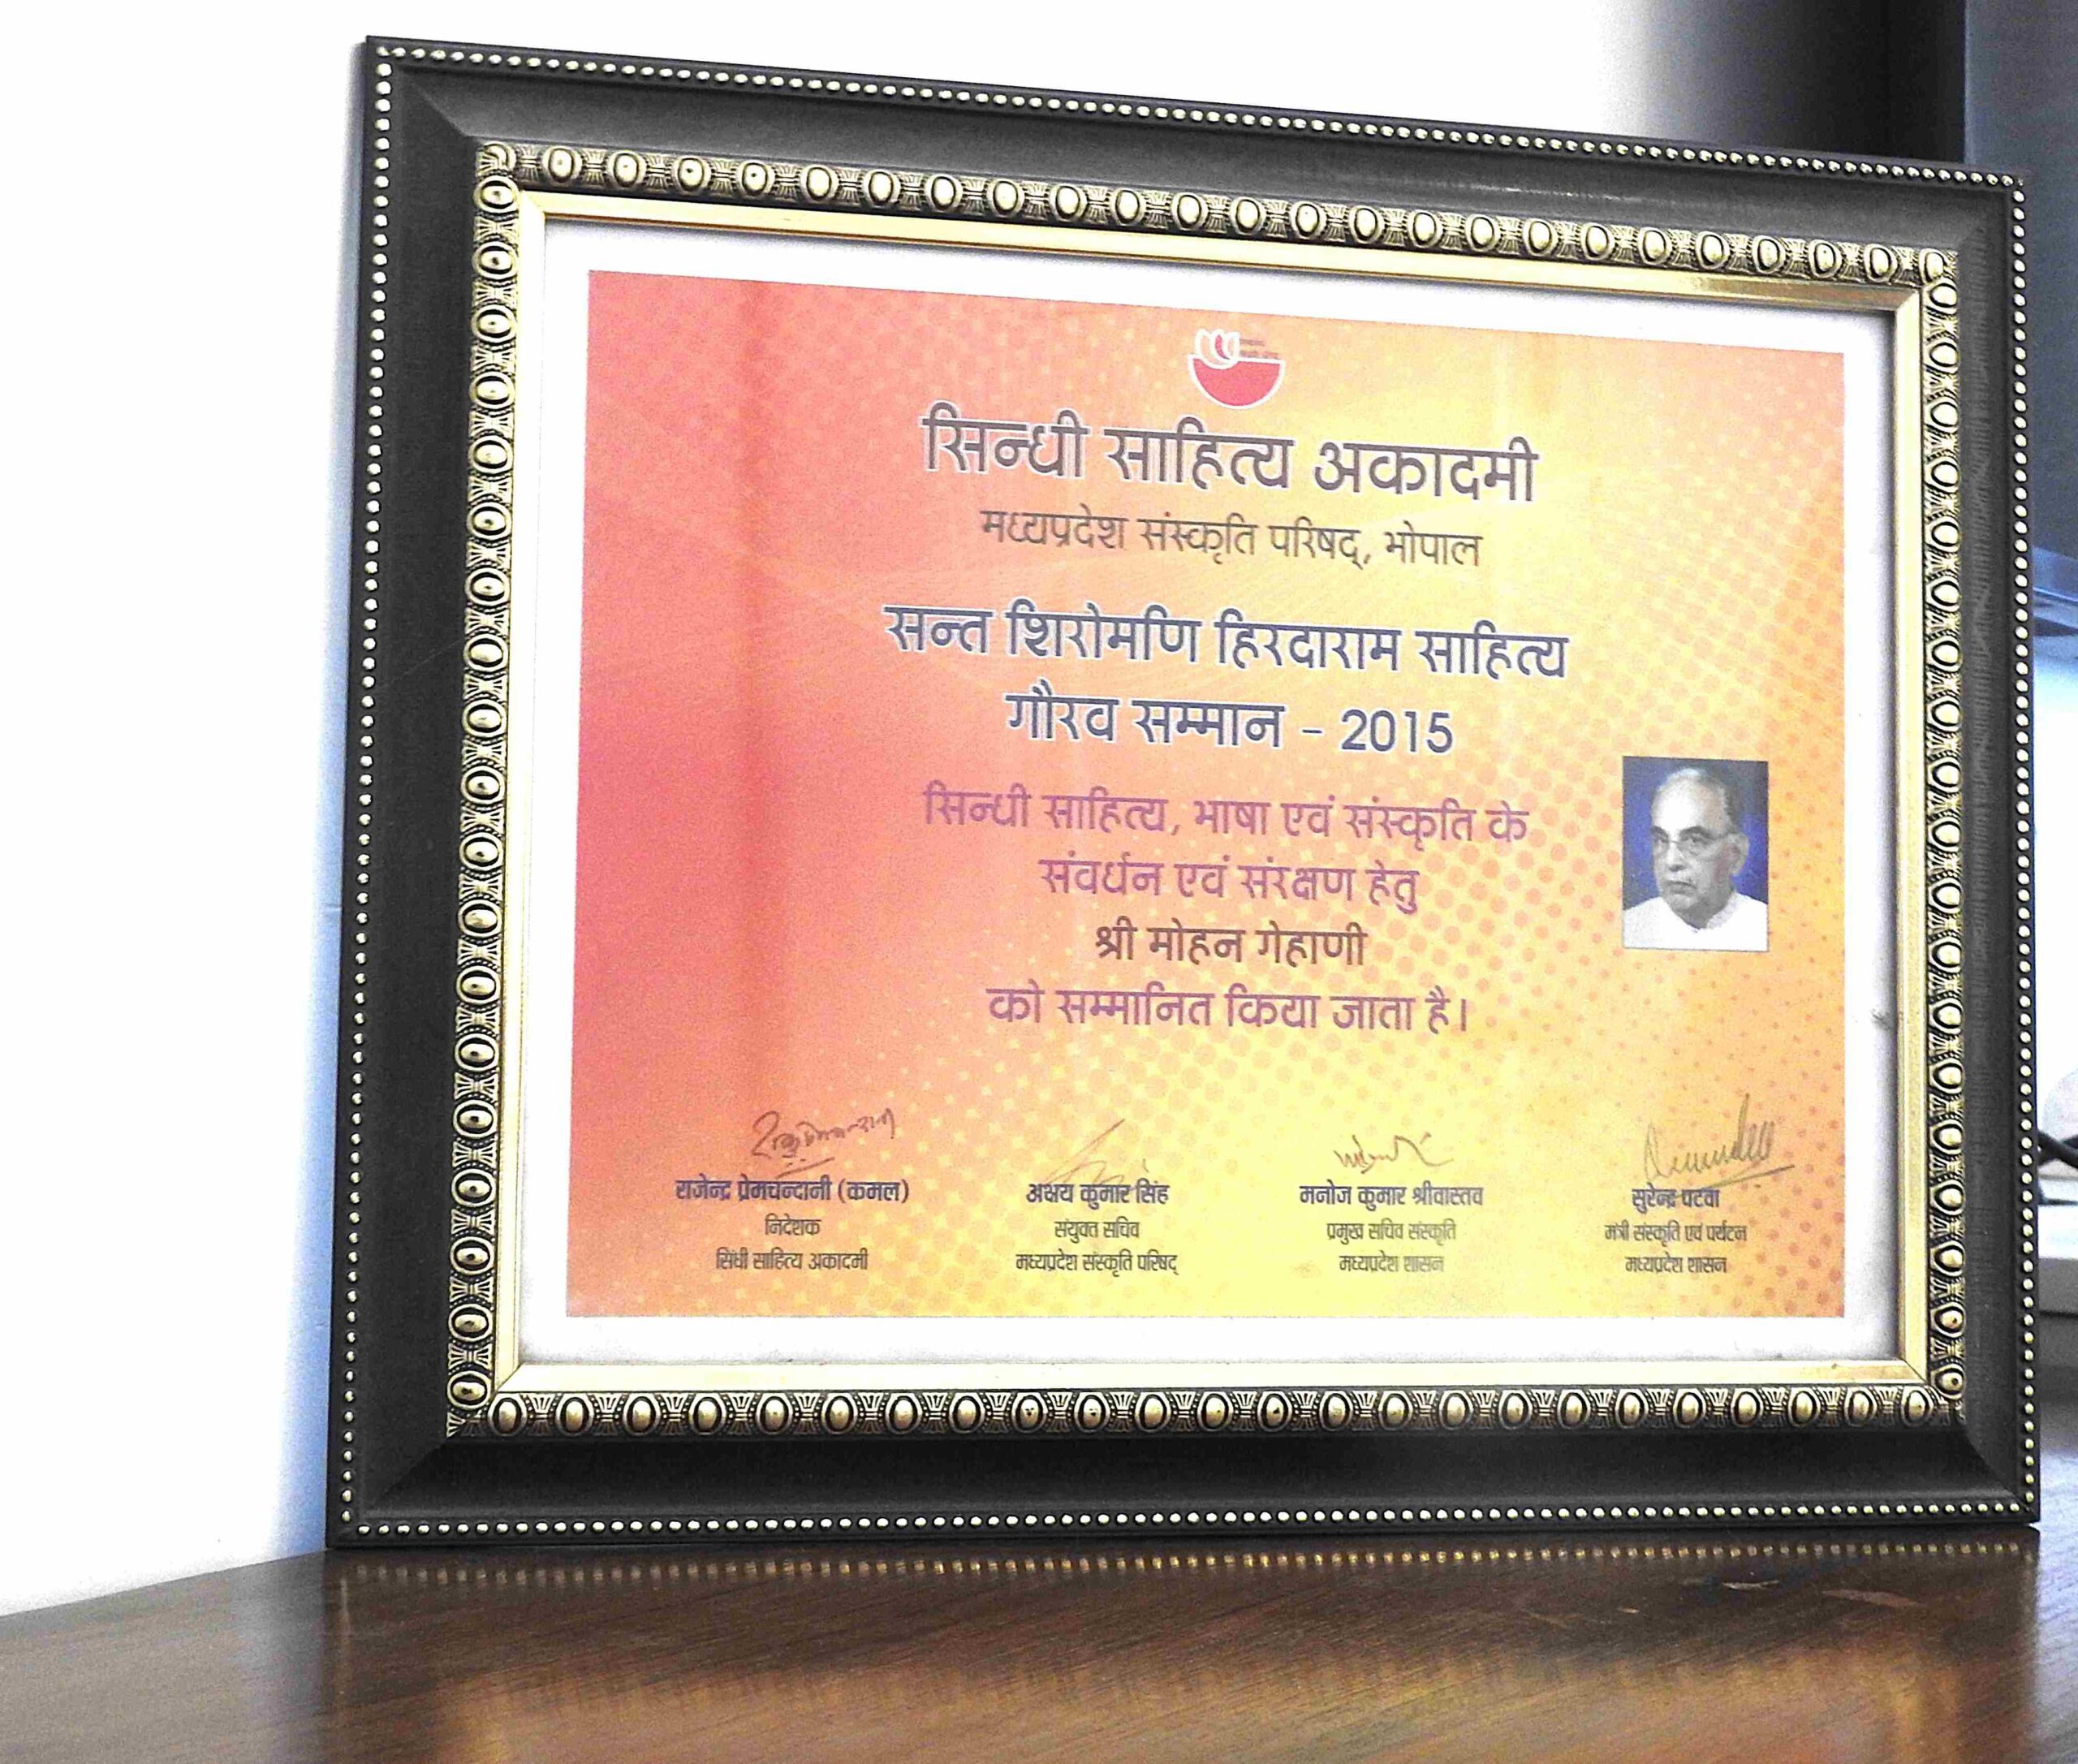 सिन्धी साहित्य अकादमी
मध्यप्रदेश संस्कृति परिषद्, भोपाल
सन्त शिरोमणि हिरदाराम साहित्य
गौरव सम्मान - 2015
सिन्धी साहित्य, भाषा एवं संस्कृति के
संवर्धन एवं संरक्षण हेतु
श्री मोहन गेहाणी
को सम्मानित किया जाता है।
राजेन्द्र प्रेमचन्दानी (कमल)
निदेशक
सिंधी साहित्य अकादमी
अक्षय कुमार सिंह
संयुक्त सचिव
मध्यप्रदेश संस्कृति परिषद्
मनोज कुमार श्रीवास्तव
प्रमुख सचिव संस्कृति
मध्यप्रदेश शासन
सुरेन्द्र पटवा
मंत्री संस्कृति एवं पर्यटन
मध्यप्रदेश शासन